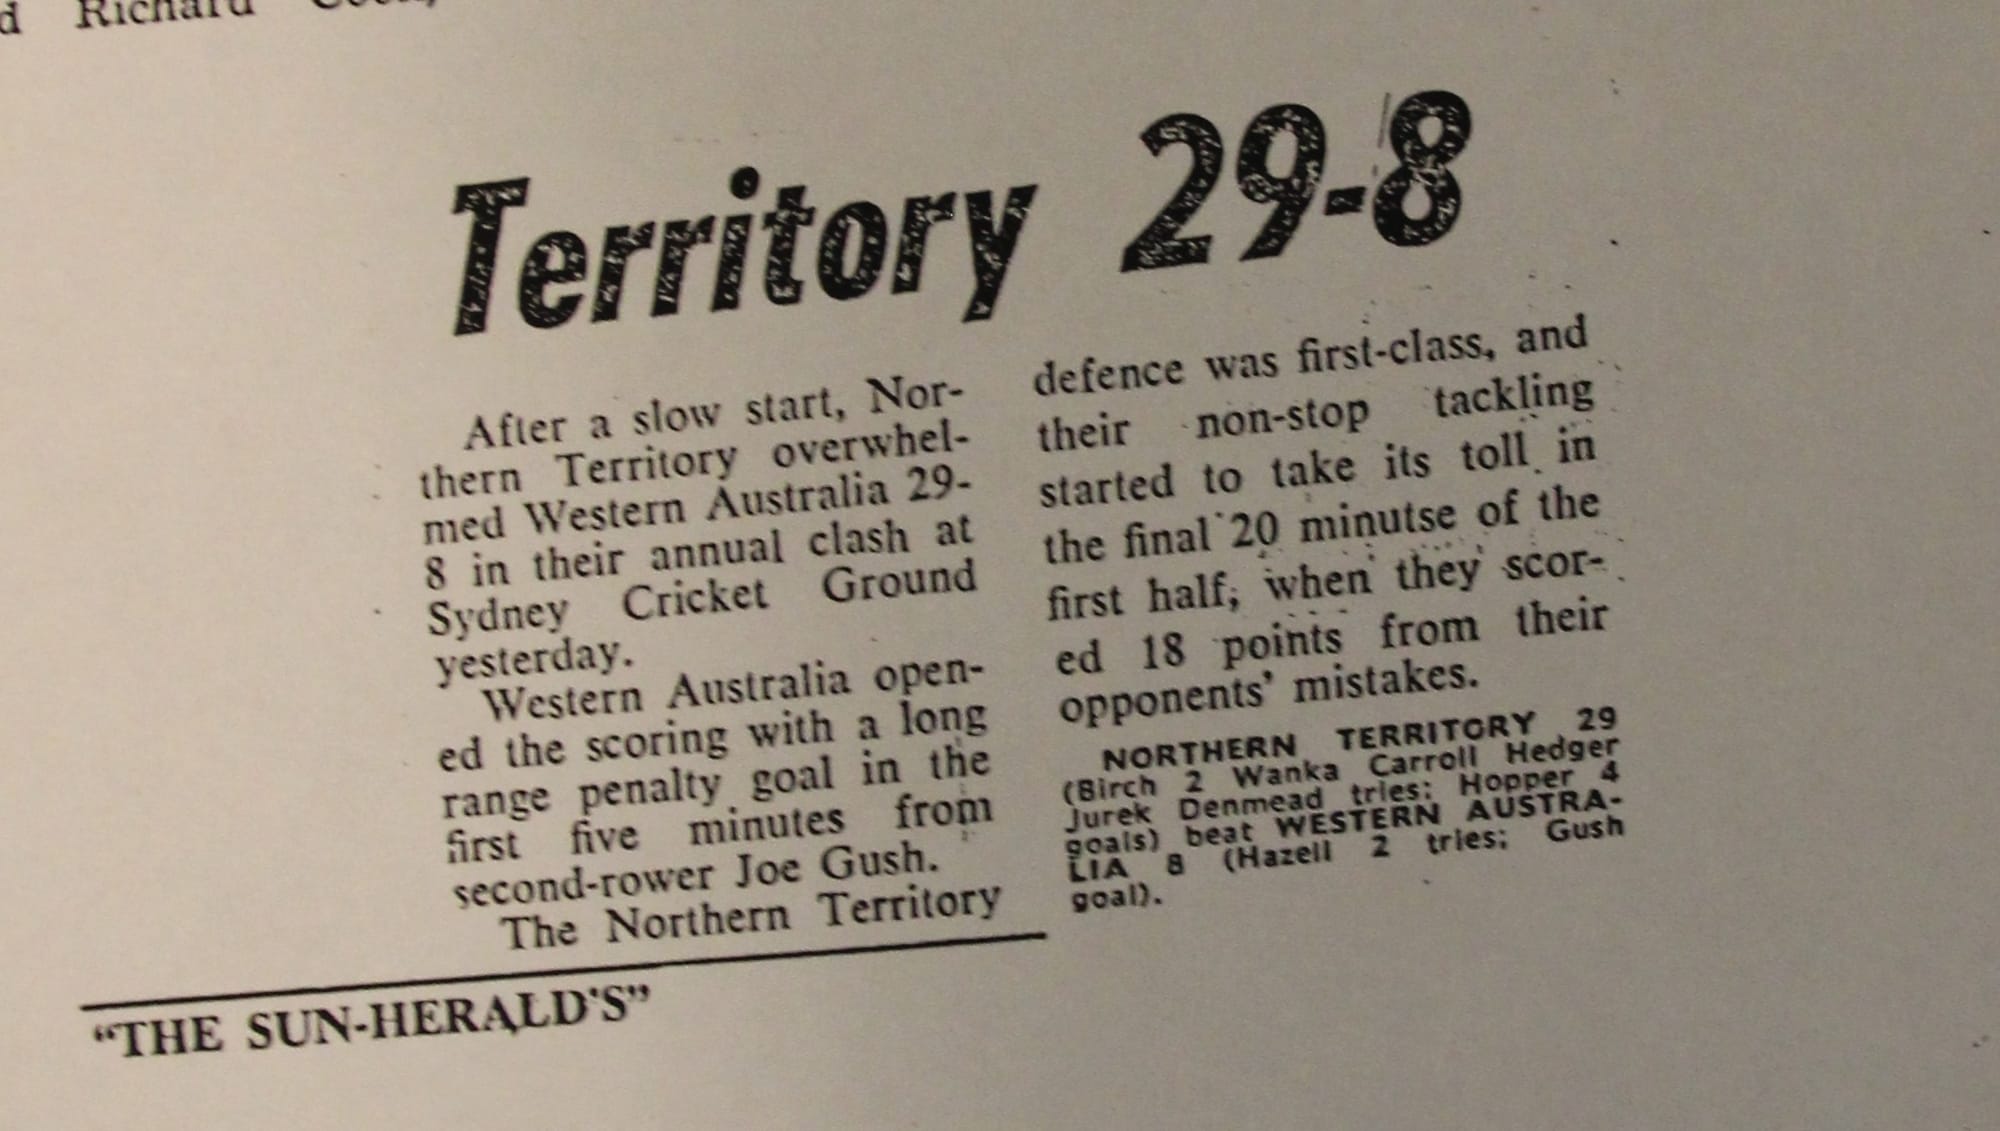 d Richard
Territory 29-8
After a slow start, Nor-
thern Territory overwhel-
med Western Australia 29-
8 in their annual clash at
Sydney Cricket Ground
yesterday.
Western Australia open-
ed the scoring with a long
range penalty goal in the
first five minutes from
second-rower Joe Gush.
The Northern Territory
defence was first-class, and
their non-stop tackling
started to take its toll in
the final 20 minutse of the
first half, when they scor-
ed 18 points from their
opponents' mistakes.
NORTHERN TERRITORY 29
(Birch 2 Wanka Carroll Hedger
Jurek Denmead tries: Hopper 4
goals) beat WESTERN AUSTRA-
LIA 8 (Hazell 2 tries: Gush
goal).
"THE SUN-HERALD'S"